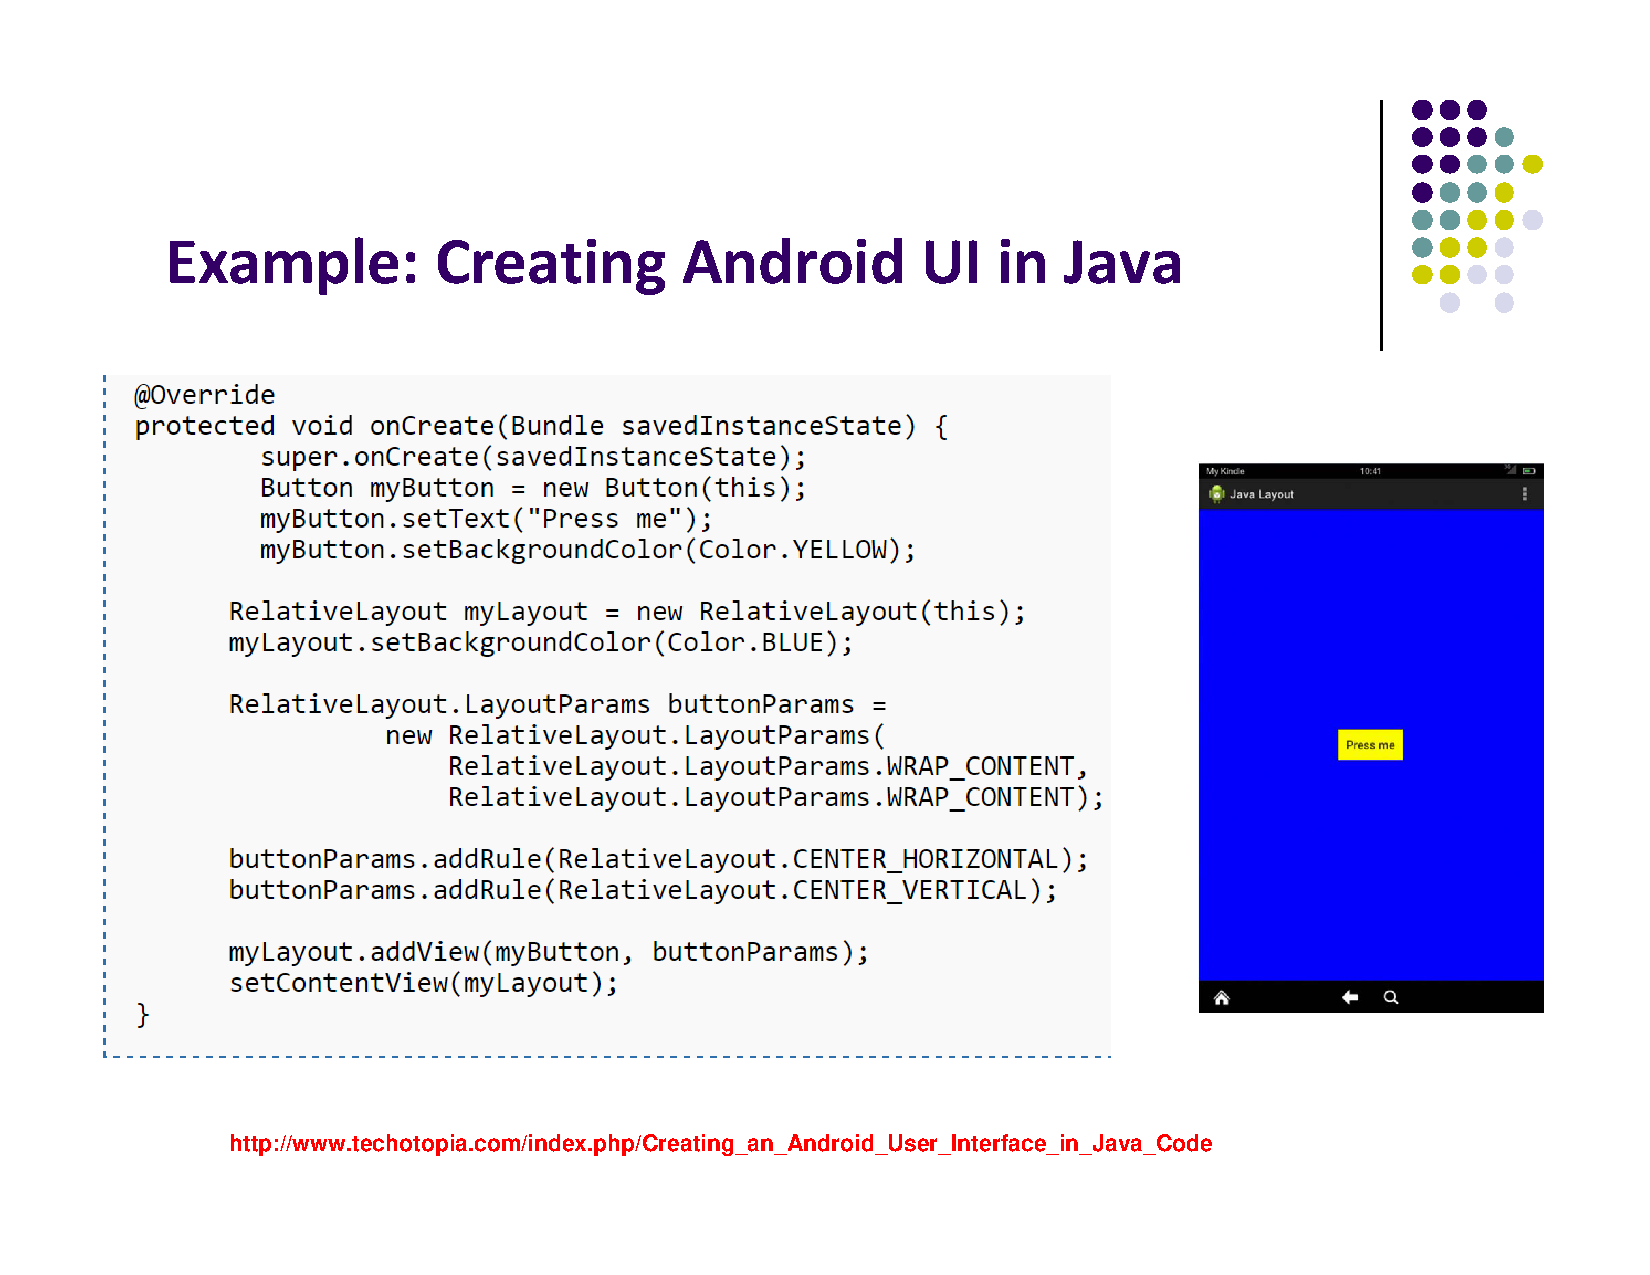 Example: Creating Android UI in Java
@Override
protected void onCreate(Bundle savedInstanceState) {
super.onCreate(savedInstanceState);
Button myButton = new Button(this);
myButton.setText("Press me");
myButton.setBackgroundColor(Color.YELLOW);
RelativeLayout myLayout = new RelativeLayout(this);
myLayout.setBackgroundColor(Color.BLUE);
RelativeLayout.LayoutParams buttonParams =
new RelativeLayout.LayoutParams(
RelativeLayout.LayoutParams.WRAP_CONTENT,
RelativeLayout.LayoutParams.WRAP_CONTENT);
buttonParams.addRule(RelativeLayout.CENTER_HORIZONTAL);
buttonParams.addRule(RelativeLayout.CENTER_VERTICAL);
myLayout.addView(myButton, buttonParams);
setContentView(myLayout);
}
My Kindle 10:41
Java Layout
Press me
http://www.techotopia.com/index.php/Creating_an_Android_User_Interface_in_Java_Code